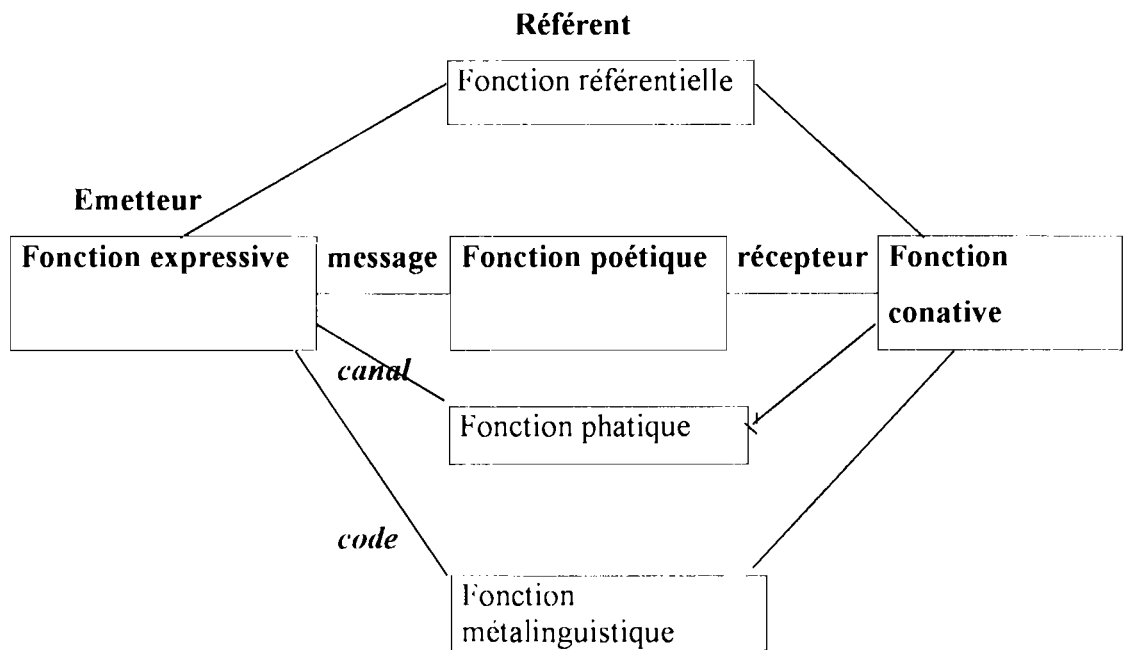 Référent
Fonction référentielle
Emetteur
Fonction expressive
message
Fonction poétique
récepteur
Fonction
conative
canal
Fonction phatique
code
Fonction
métalinguistique